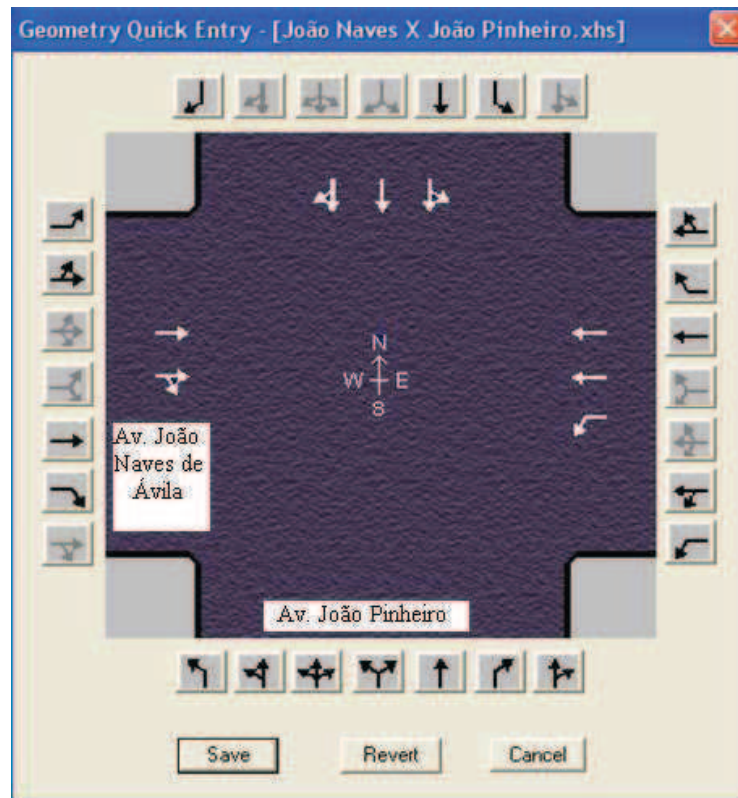 Geometry Quick Entry - [João Naves X João Pinheiro.xhs]
N
W E
S
Av. João
Naves de
Ávila
Av. João Pinheiro
Save Revert Cancel